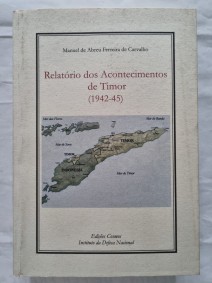 Manuel de Abreu Ferreira de Carvalho
Relatório dos Acontecimentos
de Timor
(1942-45)
Edições Cosmos
Instituto da Defesa Nacional